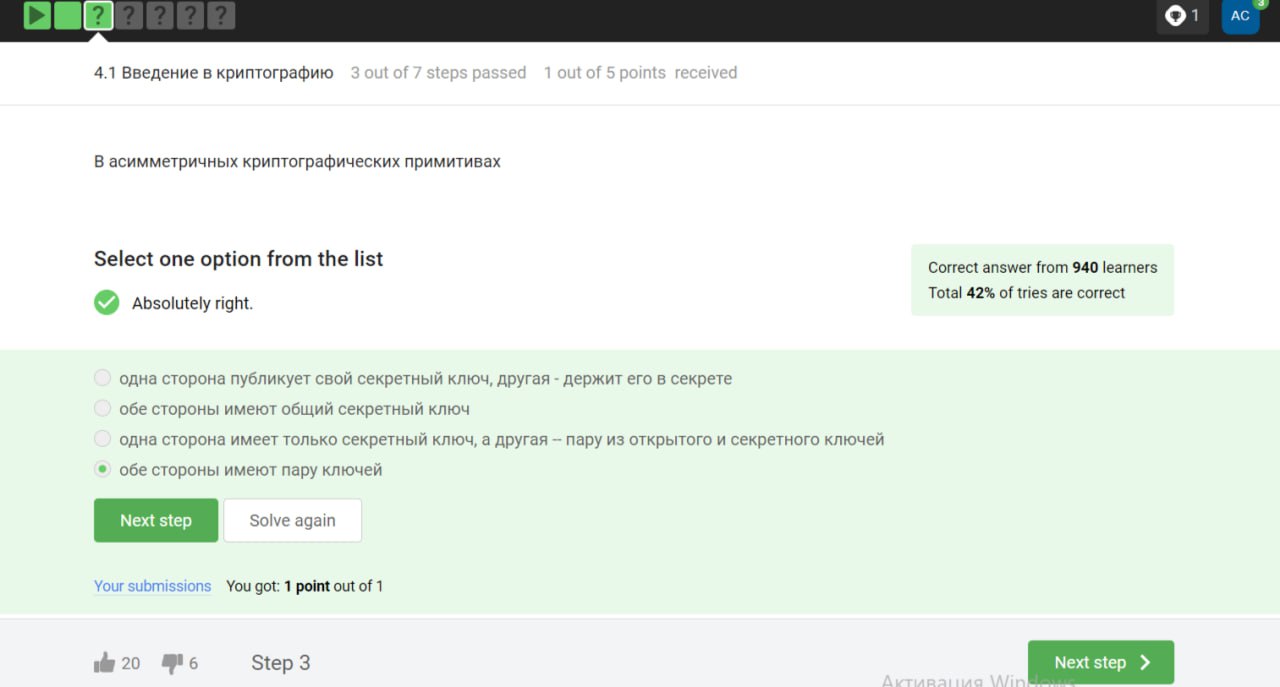 ? ? ? ? ?
1 AC 3
4.1 Введение в криптографию 3 out of 7 steps passed 1 out of 5 points received
В асимметричных криптографических примитивах
Select one option from the list
Correct answer from 940 learners
Total 42% of tries are correct
Absolutely right.
одна сторона публикует свой секретный ключ, другая - держит его в секрете
обе стороны имеют общий секретный ключ
одна сторона имеет только секретный ключ, а другая -- пару из открытого и секретного ключей
обе стороны имеют пару ключей
Next step Solve again
Your submissions You got: 1 point out of 1
20 6 Step 3 Next step
Активация Windows